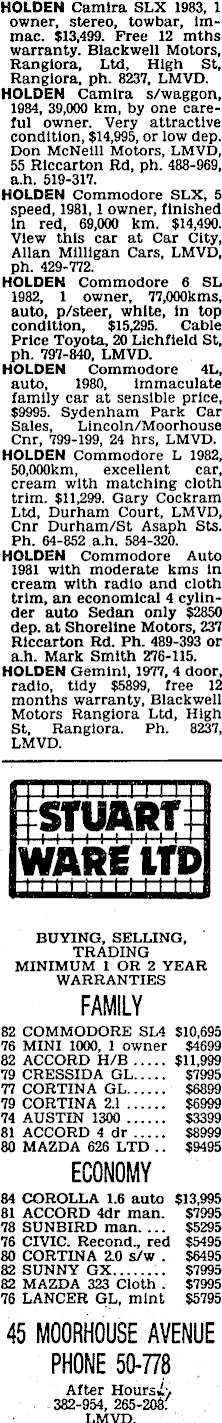 HOLDEN Camira SLX 1983, 1
owner, stereo, towbar, im-
mac. $13,499. Free 12 mths
warranty. Blackwell Motors,
Rangiora, Ltd, High St,
Rangiora, ph. 8237, LMVD.
HOLDEN Camira s/waggon,
1984, 39,000 km, by one care-
ful owner. Very attractive
condition, $14,995, or low dep.
Don McNeill Motors, LMVD,
55 Riccarton Rd, ph. 488-969,
a.h. 519-317.
HOLDEN Commodore SLX, 5
speed, 1981, 1 owner, finished
in red, 69,000 km. $14,490.
View this car at Car City,
Allan Milligan Cars, LMVD,
ph. 429-772.
HOLDEN Commodore 6 SL
1982, 1 owner, 77,000kms,
auto, p/steer, white, in top
condition, $15,295. Cable
Price Toyota, 20 Lichfield St,
ph. 797-840, LMVD.
HOLDEN Commodore 4L,
auto, 1980, immaculate
family car at sensible price,
$9995. Sydenham Park Car
Sales, Lincoln/Moorhouse
Cnr, 799-199, 24 hrs, LMVD.
HOLDEN Commodore L 1982,
50,000km, excellent car,
cream with matching cloth
trim. $11,299. Gary Cockram
Ltd, Durham Court, LMVD,
Cnr Durham/St Asaph Sts.
Ph. 64-852 a.h. 584-320.
HOLDEN Commodore Auto
1981 with moderate kms in
cream with radio and cloth
trim, an economical 4 cylin-
der auto Sedan only $2850
dep. at Shoreline Motors, 237
Riccarton Rd. Ph. 489-393 or
a.h. Mark Smith 276-115.
HOLDEN Gemini, 1977, 4 door,
radio, tidy $5899, free 12
months warranty, Blackwell
Motors Rangiora Ltd, High
St, Rangiora. Ph. 8237,
LMVD.
STUART
WARE LTD
BUYING, SELLING,
TRADING
MINIMUM 1 OR 2 YEAR
WARRANTIES
FAMILY
82 COMMODORE SL4 $10,695
76 MINI 1000, 1 owner $4699
82 ACCORD H/B ..... $11,999
79 CRESSIDA GL..... $7995
77 CORTINA GL...... $6899
79 CORTINA 2.1 ...... $6999
74 AUSTIN 1300 ...... $3399
81 ACCORD 4 dr ..... $8999
80 MAZDA 626 LTD .. $9495
ECONOMY
84 COROLLA 1.6 auto $13,995
81 ACCORD 4dr man. $7995
78 SUNBIRD man. ... $5295
76 CIVIC. Recond., red $5495
80 CORTINA 2.0 s/w . $6495
82 SUNNY GX........ $7995
82 MAZDA 323 Cloth . $7995
76 LANCER GL, mint $5795
45 MOORHOUSE AVENUE
PHONE 50-778
After Hours,
382-954, 265-208.
LMVD.